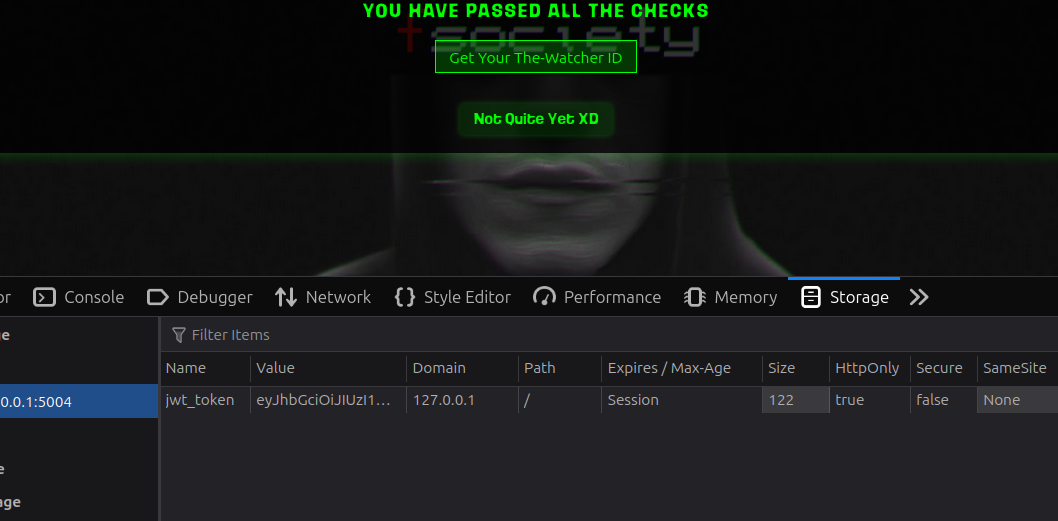 YOU HAVE PASSED ALL THE CHECKS
society
Get Your The-Watcher ID
Not Quite Yet XD
or Console Debugger Network Style Editor Performance Memory Storage
ge Filter Items
Name Value Domain Path Expires / Max-Age Size HttpOnly Secure SameSite
0.0.1:5004 jwt_token eyJhbGciOiJIUzI1… 127.0.0.1 / Session 122 true false None
e
age